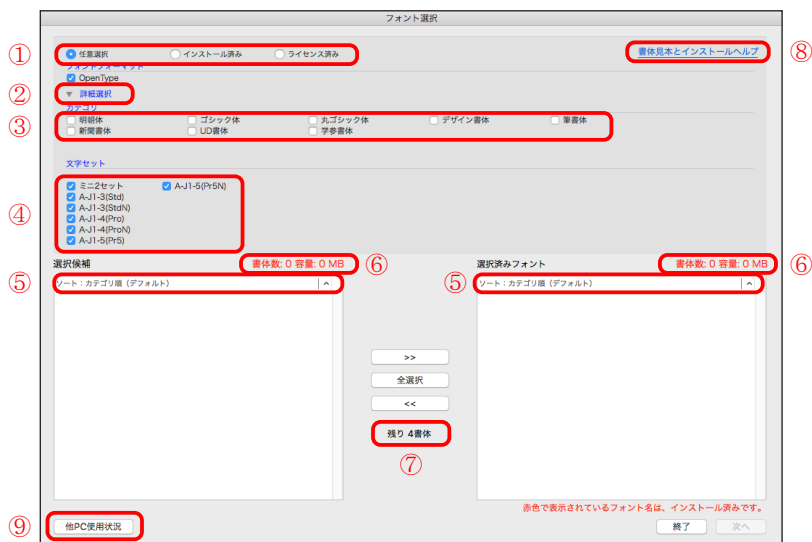 フォント選択
① 任意選択 インストール済み ライセンス済み 書体見本とインストールヘルプ ⑧
フォントフォーマット
OpenType
② ▼ 詳細選択
カテゴリ
③ 明朝体 ゴシック体 丸ゴシック体 デザイン書体 筆書体
新聞書体 UD書体 学参書体
文字セット
④ ミニ2セット A-J1-5(Pr5N)
A-J1-3(Std)
A-J1-3(StdN)
A-J1-4(Pro)
A-J1-4(ProN)
A-J1-5(Pr5)
選択候補 書体数: 0 容量: 0 MB ⑥ 選択済みフォント 書体数: 0 容量: 0 MB ⑥
⑤ ソート：カテゴリ順（デフォルト） ⑤ ソート：カテゴリ順（デフォルト）
>>
全選択
<<
残り 4書体
⑦
赤色で表示されているフォント名は、インストール済みです。
⑨ 他PC使用状況 終了 次へ